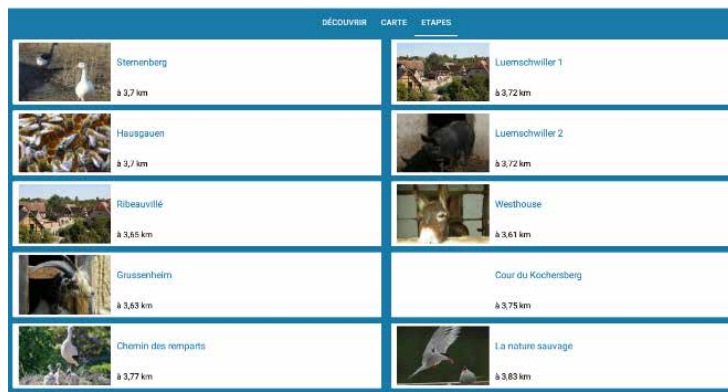 DÉCOUVRIR CARTE ETAPES
Sternenberg
à 3,7 km
Luemschwiller 1
à 3,72 km
Hausgauen
à 3,7 km
Luemschwiller 2
à 3,72 km
Ribeauvillé
à 3,65 km
Westhouse
à 3,61 km
Grussenheim
à 3,63 km
Cour du Kochersberg
à 3,75 km
Chemin des remparts
à 3,77 km
La nature sauvage
à 3,83 km